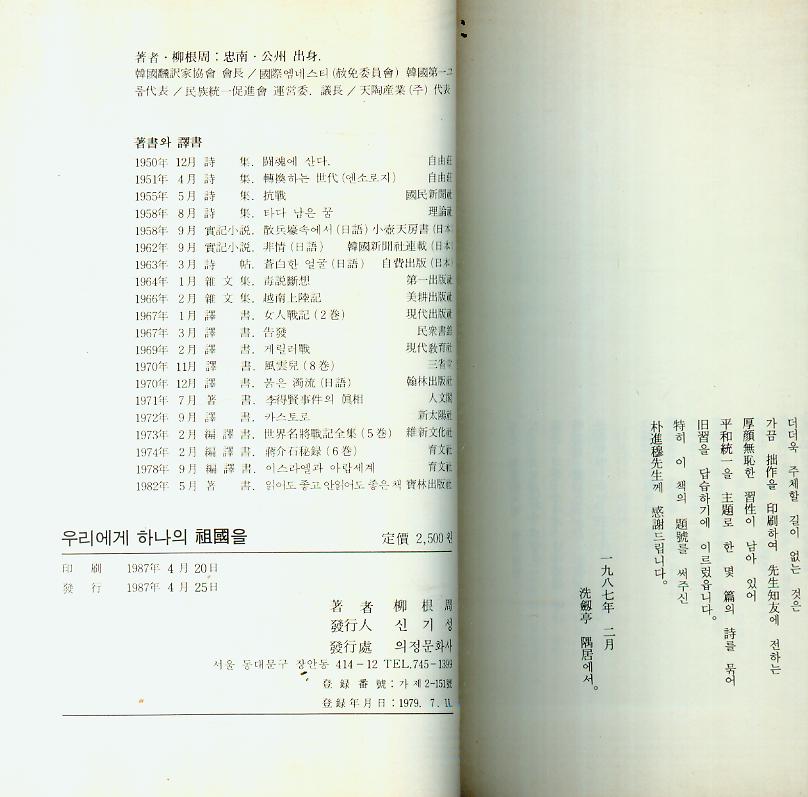 著者·柳根周: 忠南·公州 出身.
韓國飜訳家協會 會長 / 國際엠네스티(赦免委員會) 韓國第一그
룹代表 / 民族統一促進會 運営委. 議長 / 天陶産業(주) 代表
著書와 譯書
1950年 12月 詩 集. 闘魂에 산다. 自由荘
1951年 4月 詩 集. 轉換하는 世代(앤소로지) 自由荘
1955年 5月 詩 集. 抗戰 國民新聞社
1958年 8月 詩 集. 타다 남은 꿈 理論社
1958年 9月 實記小説. 散兵壕속에서(日語) 小壺天房書(日本
1962年 9月 實記小説. 非情(日語) 韓國新聞社連載(日本
1963年 3月 詩 帖. 蒼白한 얼굴(日語) 自費出版(日本
1964年 1月 雜 文 集. 毒説斷想 第一出版社
1966年 2月 雜 文 集. 越南上陸記 美耕出版社
1967年 1月 譯 書. 女人戰記(2巻) 現代出版社
1967年 3月 譯 書. 告發 民衆書舘
1969年 2月 譯 書. 게릴러戰 現代敎育社
1970年 11月 譯 書. 風雲兒(8巻) 三省堂
1970年 12月 譯 書. 붉은 濁流(日語) 翰林出版社
1971年 7月 著 書. 李得賢事件의 眞相 人文閣
1972年 9月 譯 書. 카스트로 新太陽社
1973年 2月 編 譯 書. 世界名將戰記全集(5巻) 維新文化社
1974年 2月 編 譯 書. 蔣介石秘録(6巻) 育文社
1978年 9月 編 譯 書. 이스라엘과 아랍세계 育文社
1982年 5月 著 書. 읽어도 좋고 안읽어도 좋은 책 寶林出版社
우리에게 하나의 祖國을 定價 2,500원
印 刷 1987年 4月 20日
發 行 1987年 4月 25日
著 者 柳 根 周
發行人 신 기 성
發行處 의정문화사
서울 동대문구 장안동 414-12 TEL.745-1399
登録番號: 가 제2-151號
登録年月日: 1979. 7. 11.
더더욱 주체할 길이 없는 것은
가끔 拙作을 印刷하여 先生知友에 전하는
厚顔無恥한 習性이 남아 있어
平和統一을 主題로 한 몇 篇의 詩를 묶어
旧習을 답습하기에 이르렀읍니다.
特히 이 책의 題號를 써주신
朴進穆先生께 感謝드립니다.
一九八七年 二月
洗劔亭 隅居에서.